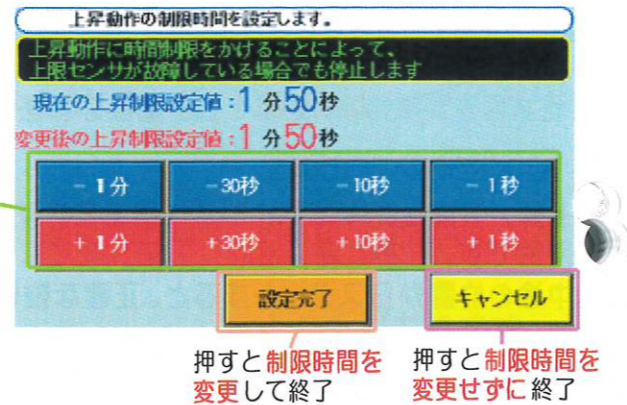 上昇動作の制限時間を設定します。
上昇動作に時間制限をかけることによって、
上限センサが故障している場合でも停止します
現在の上昇制限設定値：1 分50秒
変更後の上昇制限設定値：1 分50秒
－1分 －30秒 －10秒 －1秒
＋1分 ＋30秒 ＋10秒 ＋1秒
設定完了 キャンセル
押すと制限時間を 押すと制限時間を
変更して終了 変更せずに終了